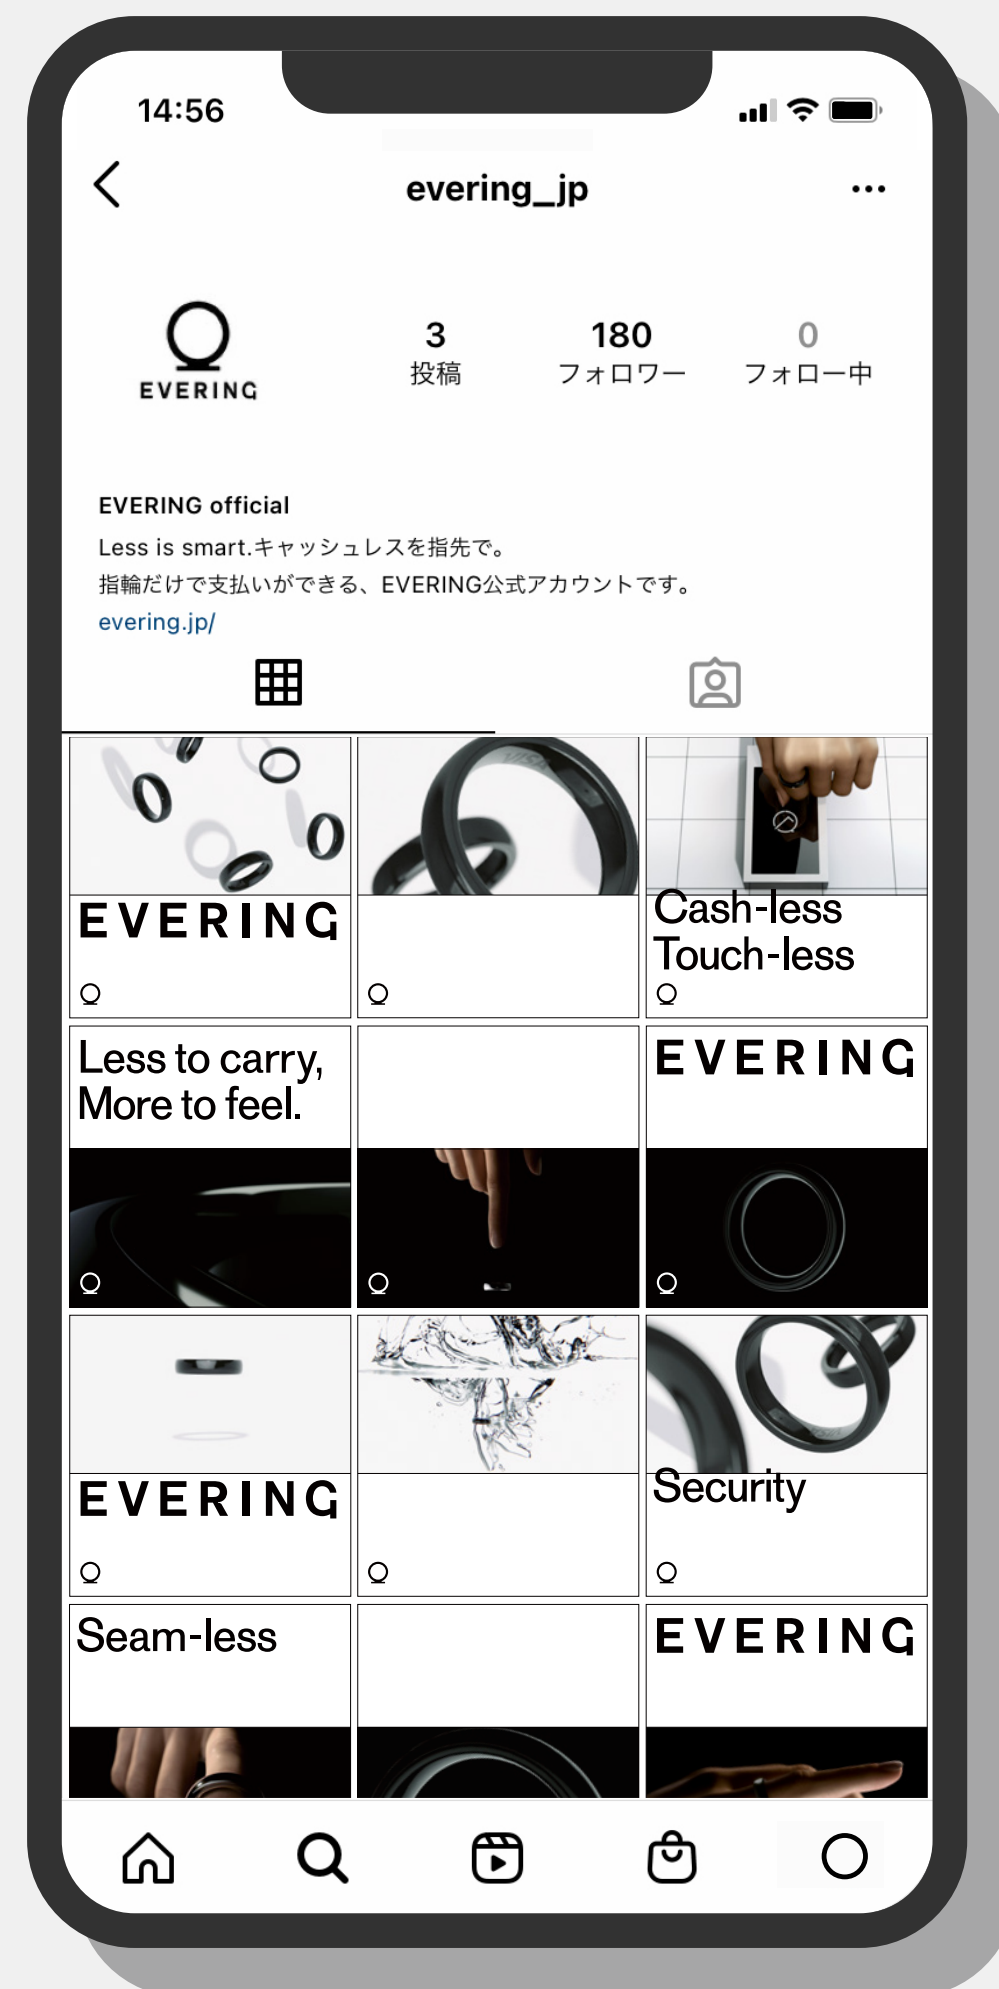 14:56
evering_jp
EVERING
3
投稿
180
フォロワー
0
フォロー中
EVERING official
Less is smart.キャッシュレスを指先で。
指輪だけで支払いができる、EVERING公式アカウントです。
evering.jp/
VISA
EVERING
Cash-less
Touch-less
Less to carry,
More to feel.
EVERING
EVERING
Security
Seam-less
EVERING